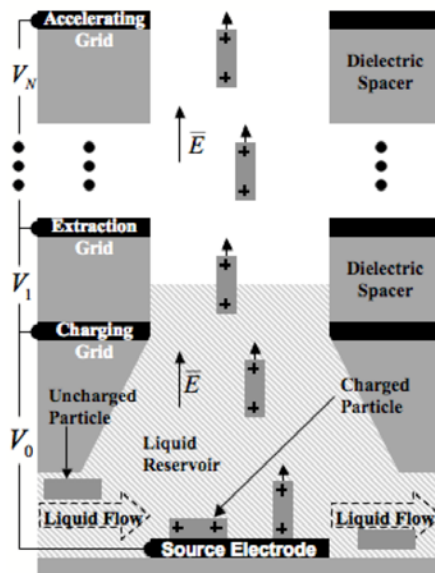 Accelerating
Grid
V_N
Dielectric
Spacer
E̅
Extraction
Grid
V_1
Dielectric
Spacer
Charging
Grid
E̅
Uncharged
Particle
Charged
Particle
V_0
Liquid
Reservoir
Liquid Flow
Liquid Flow
Source Electrode